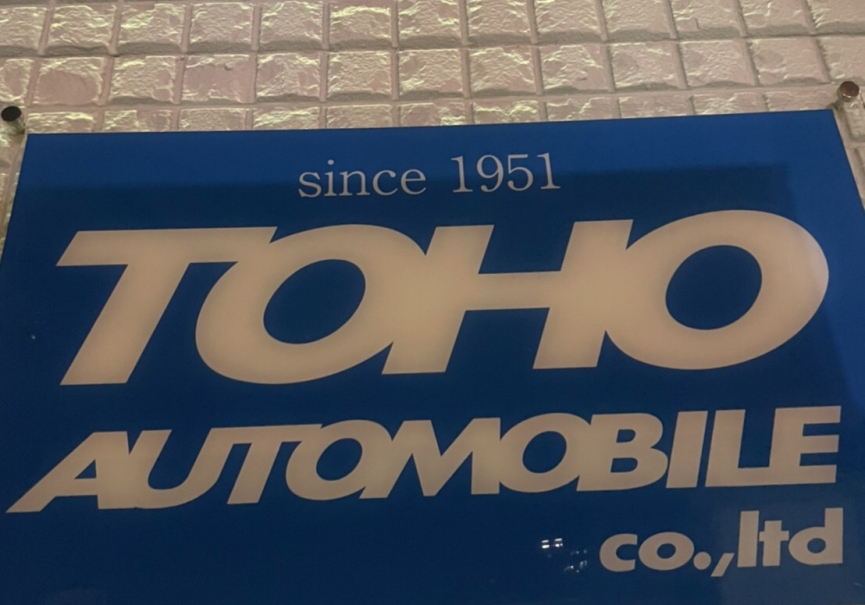 since 1951
TOHO
AUTOMOBILE
co.,ltd